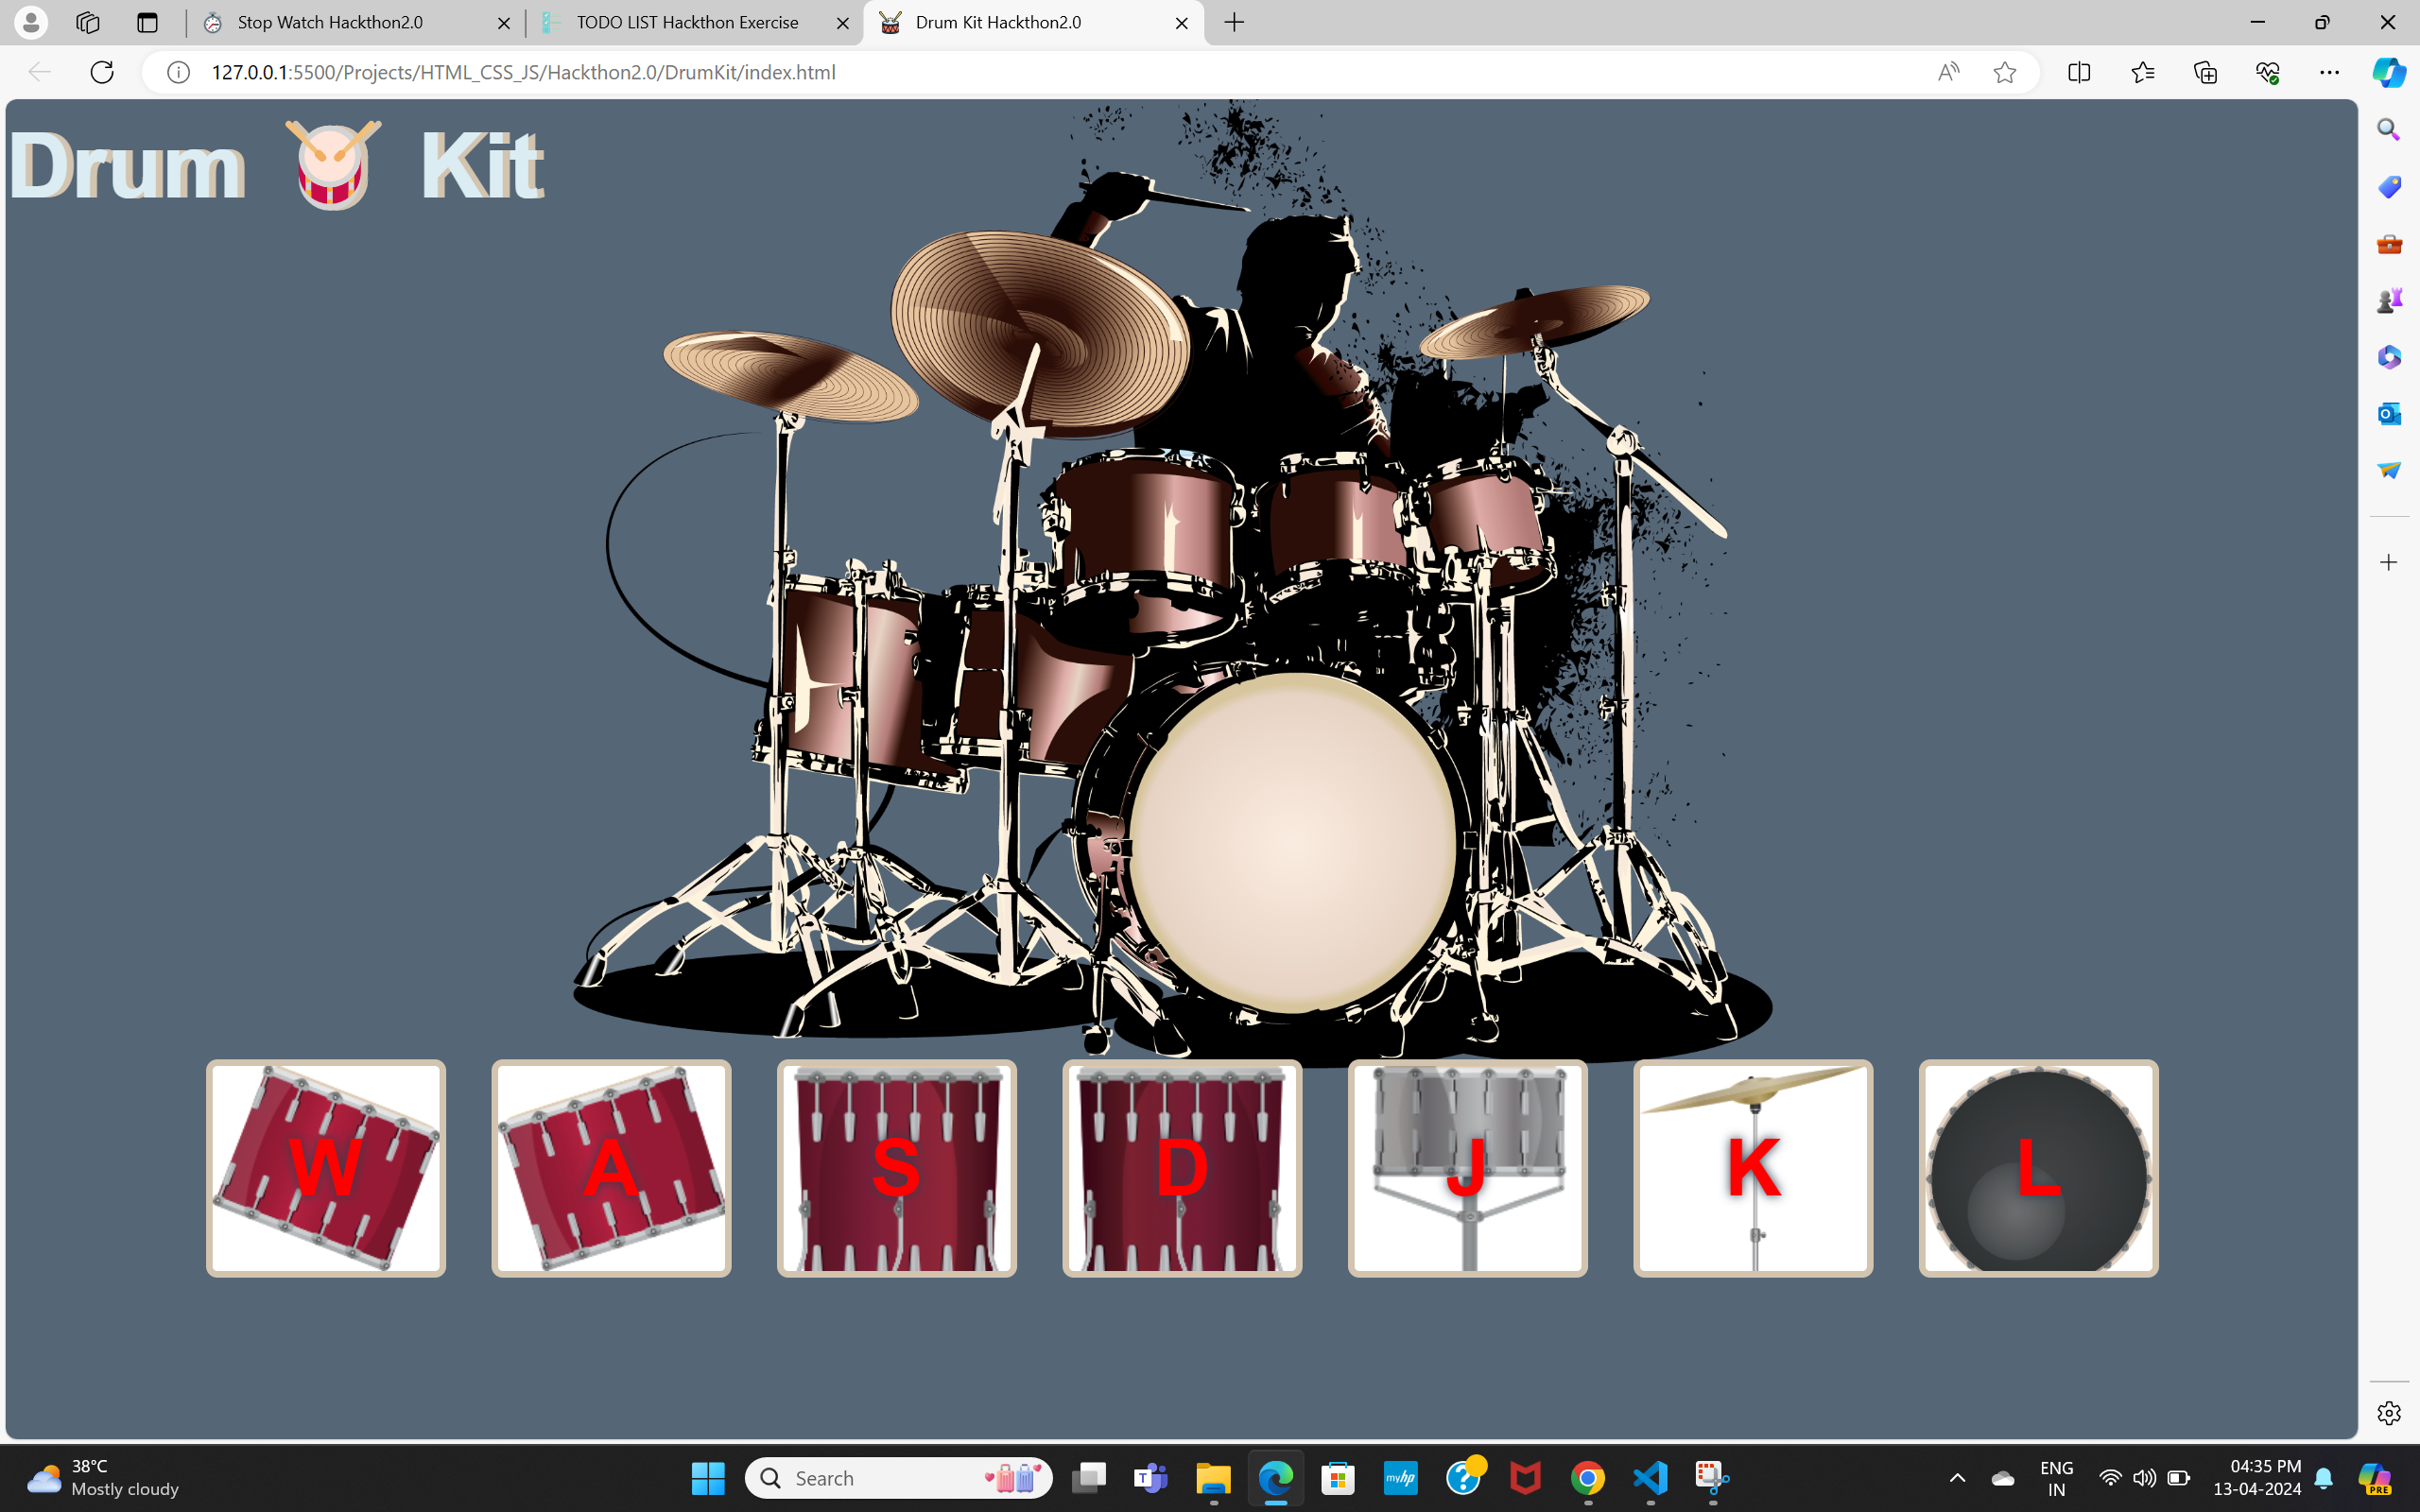 Stop Watch Hackthon2.0
TODO LIST Hackthon Exercise
Drum Kit Hackthon2.0
127.0.0.1:5500/Projects/HTML_CSS_JS/Hackthon2.0/DrumKit/index.html
Drum Kit
W A S D J K L
38°C
Mostly cloudy
Search
myhp
ENG
IN
04:35 PM
13-04-2024
PRE